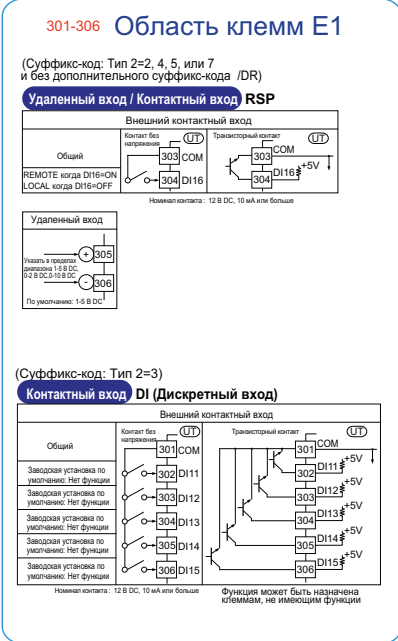 301-306 Область клемм E1
(Суффикс-код: Тип 2=2, 4, 5, или 7
и без дополнительного суффикс-кода /DR)
Удаленный вход / Контактный вход RSP
Внешний контактный вход
Общий
Контакт без
напряжения
UT
303 COM
304 DI16
Транзисторный контакт
UT
303 COM
+5V
304 DI16
REMOTE когда DI16=ON
LOCAL когда DI16=OFF
Номинал контакта : 12 В DC, 10 мА или больше
Удаленный вход
Указать в пределах
диапазона 1-5 В DC,
0-2 В DC,0-10 В DC
+ 305
- 306
По умолчанию: 1-5 В DC
(Суффикс-код: Тип 2=3)
Контактный вход DI (Дискретный вход)
Внешний контактный вход
Общий
Контакт без
напряжения
UT
301 COM
Транзисторный контакт
UT
301 COM
Заводская установка по
умолчанию: Нет функции
302 DI11
302 DI11 +5V
Заводская установка по
умолчанию: Нет функции
303 DI12
303 DI12 +5V
Заводская установка по
умолчанию: Нет функции
304 DI13
304 DI13 +5V
Заводская установка по
умолчанию: Нет функции
305 DI14
305 DI14 +5V
Заводская установка по
умолчанию: Нет функции
306 DI15
306 DI15 +5V
Номинал контакта : 12 В DC, 10 мА или больше
Функция может быть назначена
клеммам, не имеющим функции